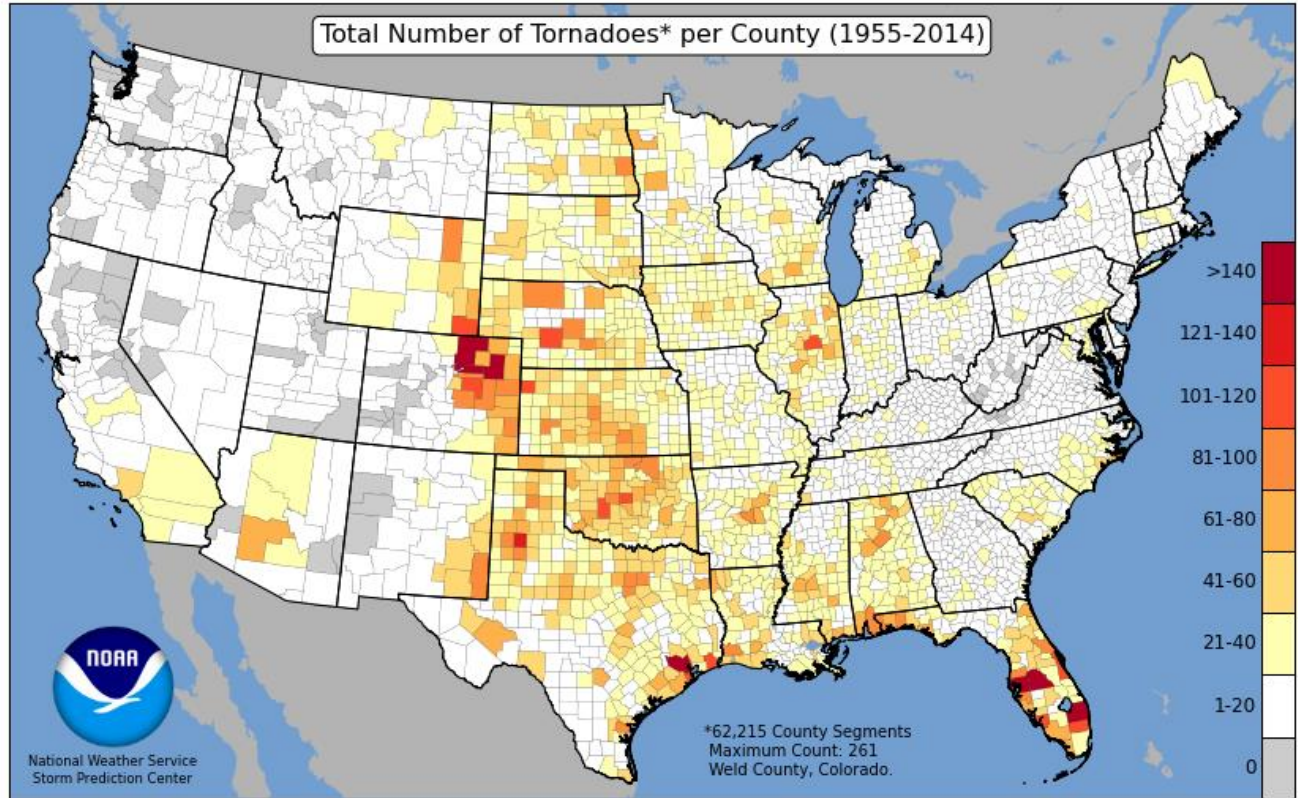 Total Number of Tornadoes* per County (1955-2014)
>140
121-140
101-120
81-100
61-80
41-60
21-40
1-20
0
NOAA
National Weather Service
Storm Prediction Center
*62,215 County Segments
Maximum Count: 261
Weld County, Colorado.